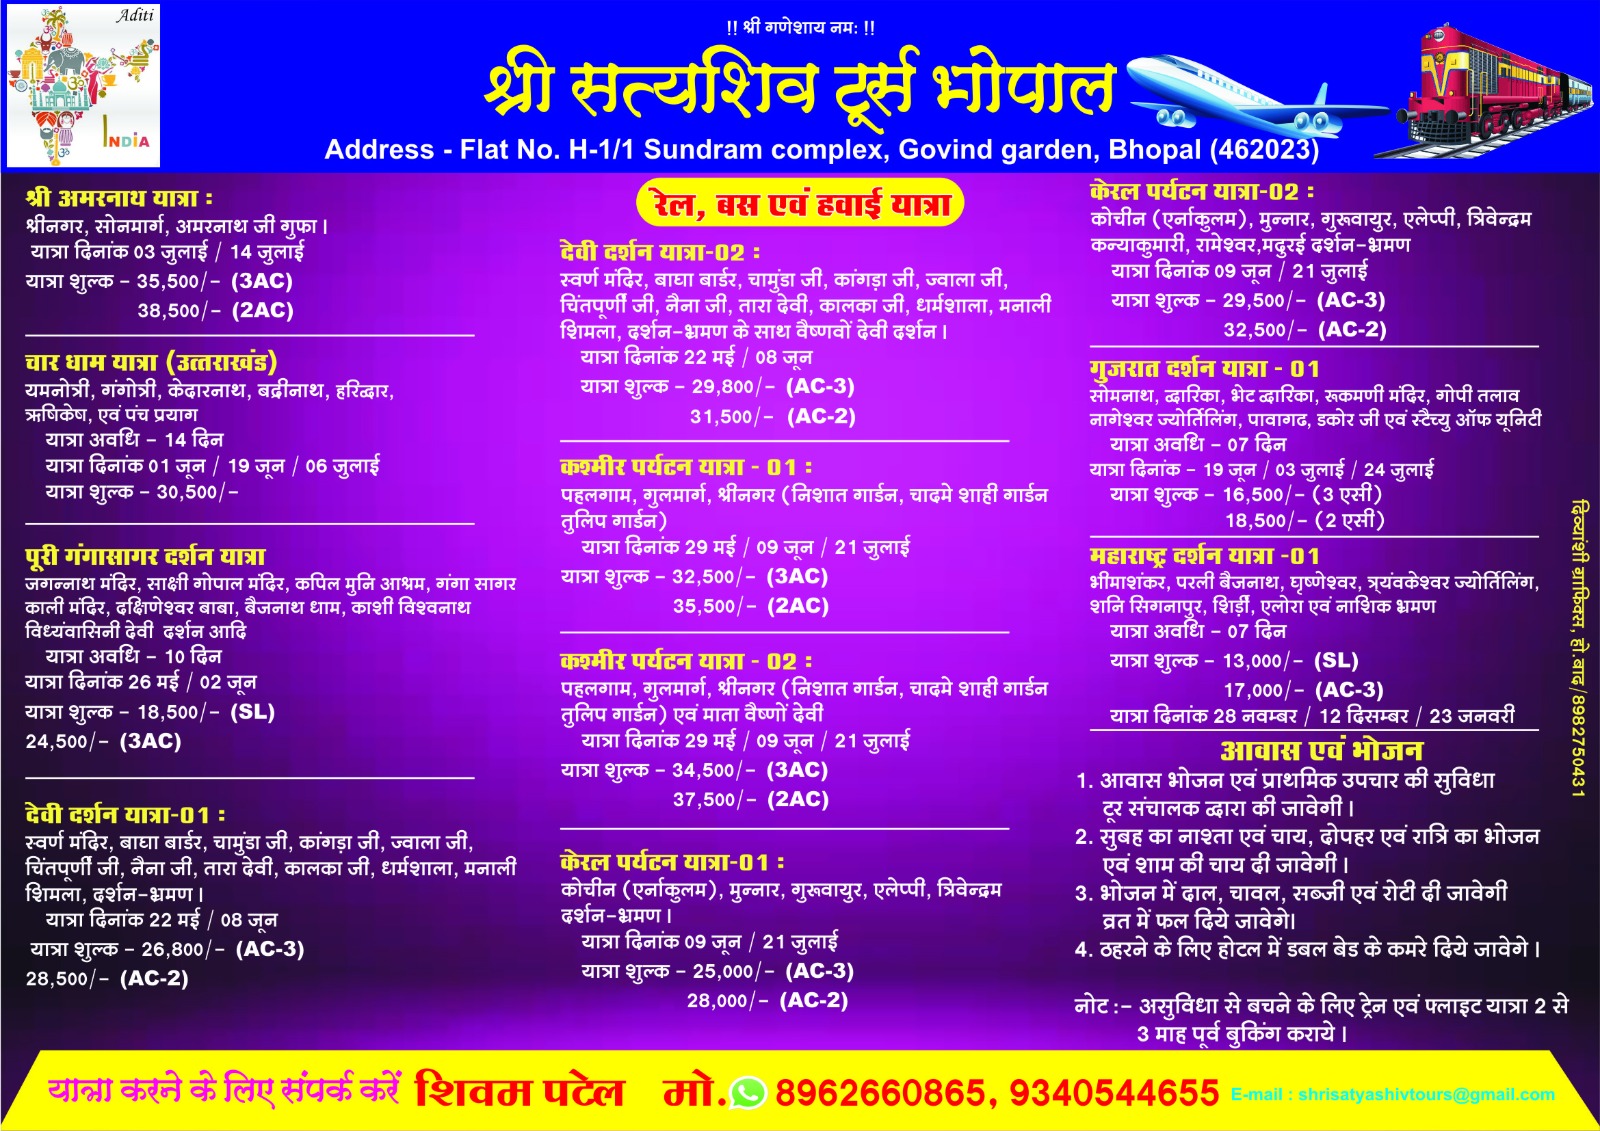 Aditi
INDIA
!! श्री गणेशाय नम: !!
श्री सत्यशिव टूर्स भोपाल
Address - Flat No. H-1/1 Sundram complex, Govind garden, Bhopal (462023)
श्री अमरनाथ यात्रा :
श्रीनगर, सोनमार्ग, अमरनाथ जी गुफा ।
यात्रा दिनांक 03 जुलाई / 14 जुलाई
यात्रा शुल्क – 35,500/– (3AC)
38,500/– (2AC)
चार धाम यात्रा (उत्तराखंड)
यमनोत्री, गंगोत्री, केदारनाथ, बद्रीनाथ, हरिद्वार,
ऋषिकेष, एवं पंच प्रयाग
यात्रा अवधि – 14 दिन
यात्रा दिनांक 01 जून / 19 जून / 06 जुलाई
यात्रा शुल्क – 30,500/–
पूरी गंगासागर दर्शन यात्रा
जगन्नाथ मंदिर, साक्षी गोपाल मंदिर, कपिल मुनि आश्रम, गंगा सागर
काली मंदिर, दक्षिणेश्वर बाबा, बैजनाथ धाम, काशी विश्वनाथ
विध्यंवासिनी देवी दर्शन आदि
यात्रा अवधि – 10 दिन
यात्रा दिनांक 26 मई / 02 जून
यात्रा शुल्क – 18,500/– (SL)
24,500/– (3AC)
देवी दर्शन यात्रा-01 :
स्वर्ण मंदिर, बाघा बार्डर, चामुंडा जी, कांगड़ा जी, ज्वाला जी,
चिंतपूर्णी जी, नैना जी, तारा देवी, कालका जी, धर्मशाला, मनाली
शिमला, दर्शन–भ्रमण ।
यात्रा दिनांक 22 मई / 08 जून
यात्रा शुल्क – 26,800/– (AC-3)
28,500/– (AC-2)
रेल, बस एवं हवाई यात्रा
देवी दर्शन यात्रा-02 :
स्वर्ण मंदिर, बाघा बार्डर, चामुंडा जी, कांगड़ा जी, ज्वाला जी,
चिंतपूर्णी जी, नैना जी, तारा देवी, कालका जी, धर्मशाला, मनाली
शिमला, दर्शन–भ्रमण के साथ वैष्णवों देवी दर्शन ।
यात्रा दिनांक 22 मई / 08 जून
यात्रा शुल्क – 29,800/– (AC-3)
31,500/– (AC-2)
कश्मीर पर्यटन यात्रा - 01 :
पहलगाम, गुलमार्ग, श्रीनगर (निशात गार्डन, चादमे शाही गार्डन
तुलिप गार्डन)
यात्रा दिनांक 29 मई / 09 जून / 21 जुलाई
यात्रा शुल्क – 32,500/– (3AC)
35,500/– (2AC)
कश्मीर पर्यटन यात्रा - 02 :
पहलगाम, गुलमार्ग, श्रीनगर (निशात गार्डन, चादमे शाही गार्डन
तुलिप गार्डन) एवं माता वैष्णों देवी
यात्रा दिनांक 29 मई / 09 जून / 21 जुलाई
यात्रा शुल्क – 34,500/– (3AC)
37,500/– (2AC)
केरल पर्यटन यात्रा-01 :
कोचीन (एर्नाकुलम), मुन्नार, गुरूवायुर, एलेप्पी, त्रिवेन्द्रम
दर्शन–भ्रमण ।
यात्रा दिनांक 09 जून / 21 जुलाई
यात्रा शुल्क – 25,000/– (AC-3)
28,000/– (AC-2)
केरल पर्यटन यात्रा-02 :
कोचीन (एर्नाकुलम), मुन्नार, गुरूवायुर, एलेप्पी, त्रिवेन्द्रम
कन्याकुमारी, रामेश्वर,मदुरई दर्शन–भ्रमण
यात्रा दिनांक 09 जून / 21 जुलाई
यात्रा शुल्क – 29,500/– (AC-3)
32,500/– (AC-2)
गुजरात दर्शन यात्रा - 01
सोमनाथ, द्वारिका, भेट द्वारिका, रूकमणी मंदिर, गोपी तलाव
नागेश्वर ज्योर्तिलिंग, पावागढ, डकोर जी एवं स्टैच्यु ऑफ यूनिटी
यात्रा अवधि – 07 दिन
यात्रा दिनांक – 19 जून / 03 जुलाई / 24 जुलाई
यात्रा शुल्क – 16,500/– (3 एसी)
18,500/– (2 एसी)
महाराष्ट्र दर्शन यात्रा -01
भीमाशंकर, परली बैजनाथ, घृष्णेश्वर, त्र्यंवकेश्वर ज्योर्तिलिंग,
शनि सिगनापुर, शिर्डी, एलोरा एवं नाशिक भ्रमण
यात्रा अवधि – 07 दिन
यात्रा शुल्क – 13,000/– (SL)
17,000/– (AC-3)
यात्रा दिनांक 28 नवम्बर / 12 दिसम्बर / 23 जनवरी
आवास एवं भोजन
1. आवास भोजन एवं प्राथमिक उपचार की सुविधा
टूर संचालक द्वारा की जावेगी ।
2. सुबह का नाश्ता एवं चाय, दोपहर एवं रात्रि का भोजन
एवं शाम की चाय दी जावेगी ।
3. भोजन में दाल, चावल, सब्जी एवं रोटी दी जावेगी
व्रत में फल दिये जावेगे।
4. ठहरने के लिए होटल में डबल बेड के कमरे दिये जावेगे ।
नोट :– असुविधा से बचने के लिए ट्रेन एवं फ्लाइट यात्रा 2 से
3 माह पूर्व बुकिंग कराये ।
दिव्यांशी ग्राफिक्स, हो.बाद/8982750431
यात्रा करने के लिए संपर्क करें शिवम पटेल मो. 8962660865, 9340544655 E-mail : shrisatyashivtours@gmail.com